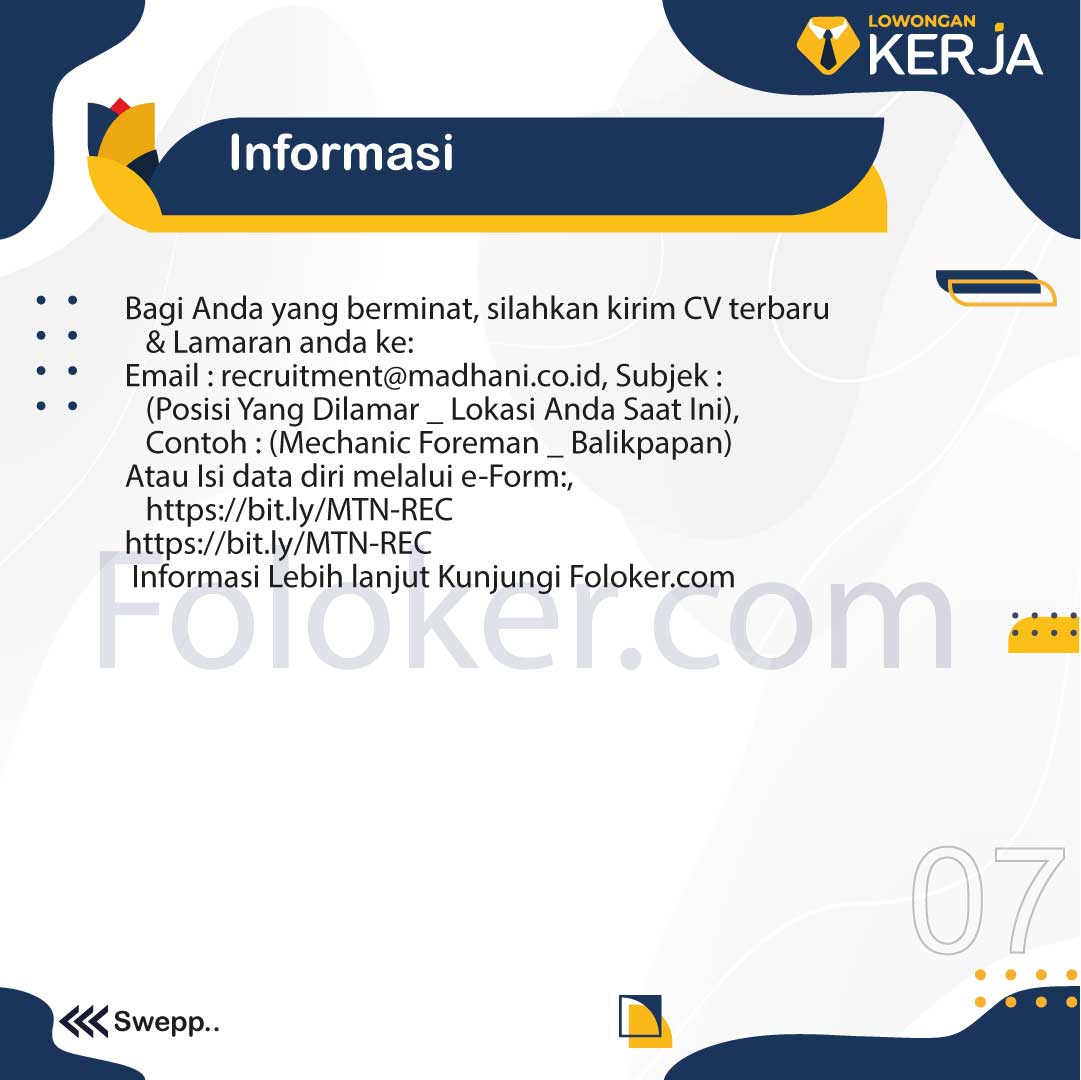 LOWONGAN
KERJA
Informasi
Bagi Anda yang berminat, silahkan kirim CV terbaru
& Lamaran anda ke:
Email : recruitment@madhani.co.id, Subjek :
(Posisi Yang Dilamar _ Lokasi Anda Saat Ini),
Contoh : (Mechanic Foreman _ Balikpapan)
Atau Isi data diri melalui e-Form:,
https://bit.ly/MTN-REC
https://bit.ly/MTN-REC
Informasi Lebih lanjut Kunjungi Foloker.com
Foloker.com
07
Swepp..